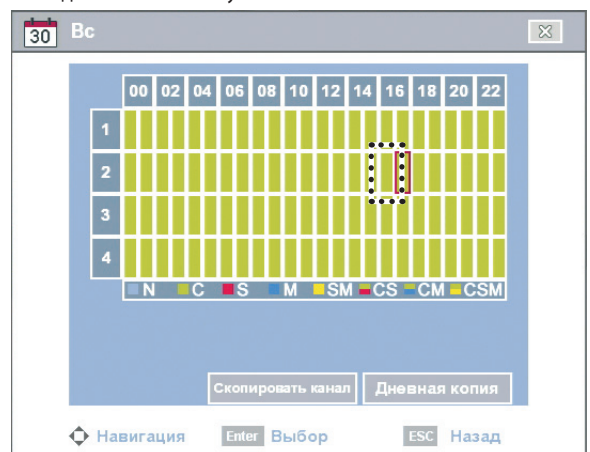 30 Вс
00 02 04 06 08 10 12 14 16 18 20 22
1
2
3
4
N C S M SM CS CM CSM
Скопировать канал Дневная копия
Навигация Enter Выбор ESC Назад